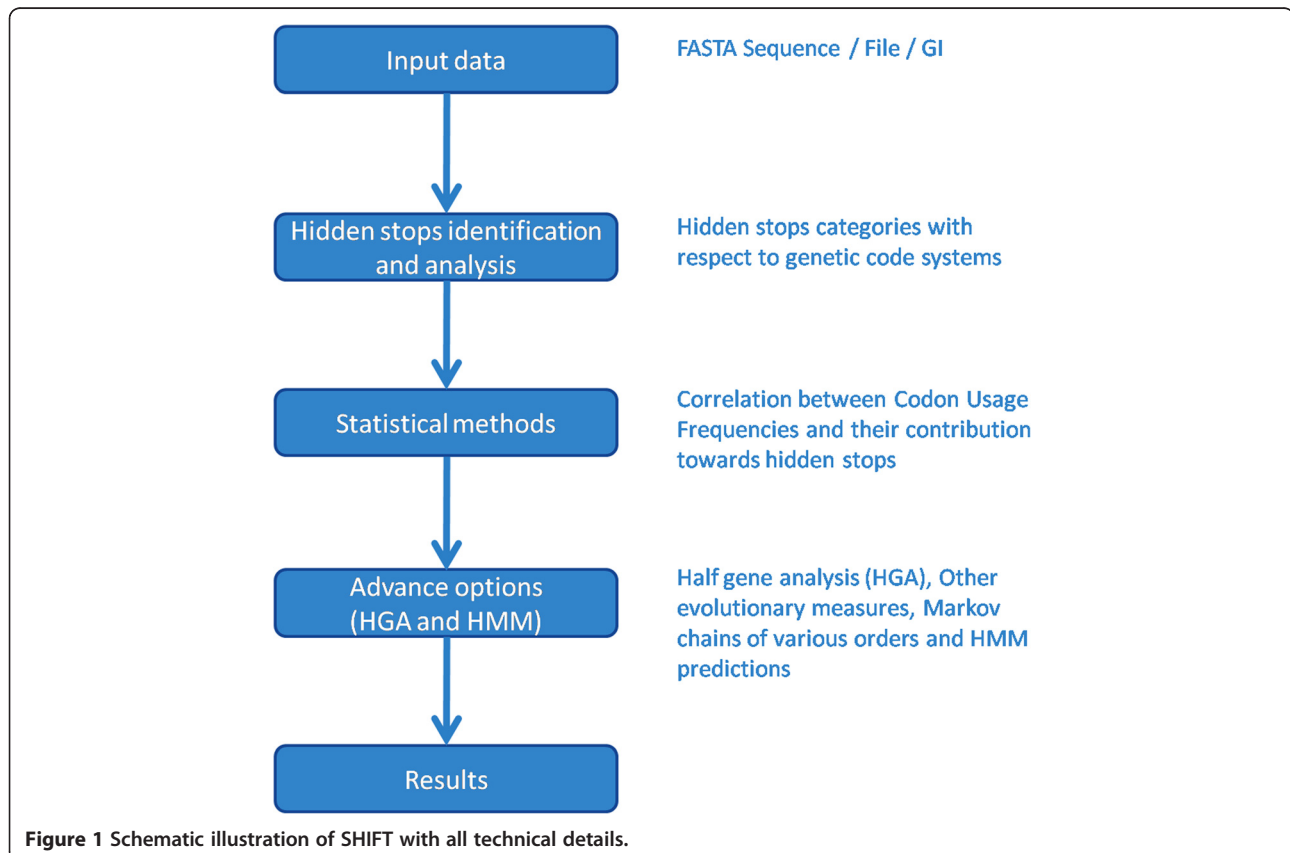 Input data
FASTA Sequence / File / GI
Hidden stops identification
and analysis
Hidden stops categories with
respect to genetic code systems
Statistical methods
Correlation between Codon Usage
Frequencies and their contribution
towards hidden stops
Advance options
(HGA and HMM)
Half gene analysis (HGA), Other
evolutionary measures, Markov
chains of various orders and HMM
predictions
Results
Figure 1 Schematic illustration of SHIFT with all technical details.